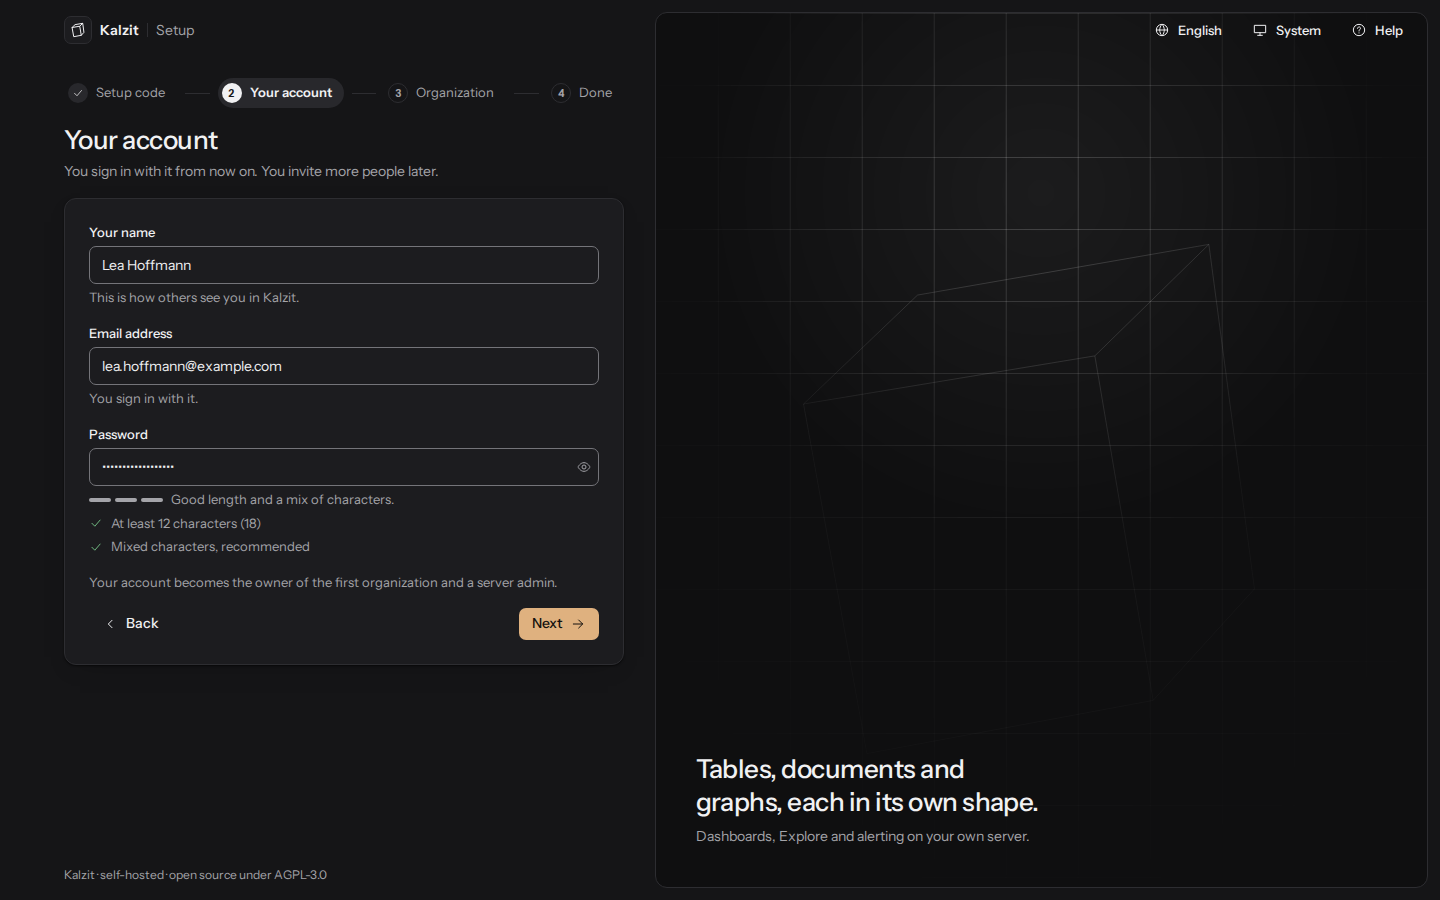 Kalzit Setup
English System Help
Setup code 2 Your account 3 Organization 4 Done
Your account
You sign in with it from now on. You invite more people later.
Your name
Lea Hoffmann
This is how others see you in Kalzit.
Email address
lea.hoffmann@example.com
You sign in with it.
Password
••••••••••••••••••
Good length and a mix of characters.
At least 12 characters (18)
Mixed characters, recommended
Your account becomes the owner of the first organization and a server admin.
Back Next
Tables, documents and
graphs, each in its own shape.
Dashboards, Explore and alerting on your own server.
Kalzit · self-hosted · open source under AGPL-3.0